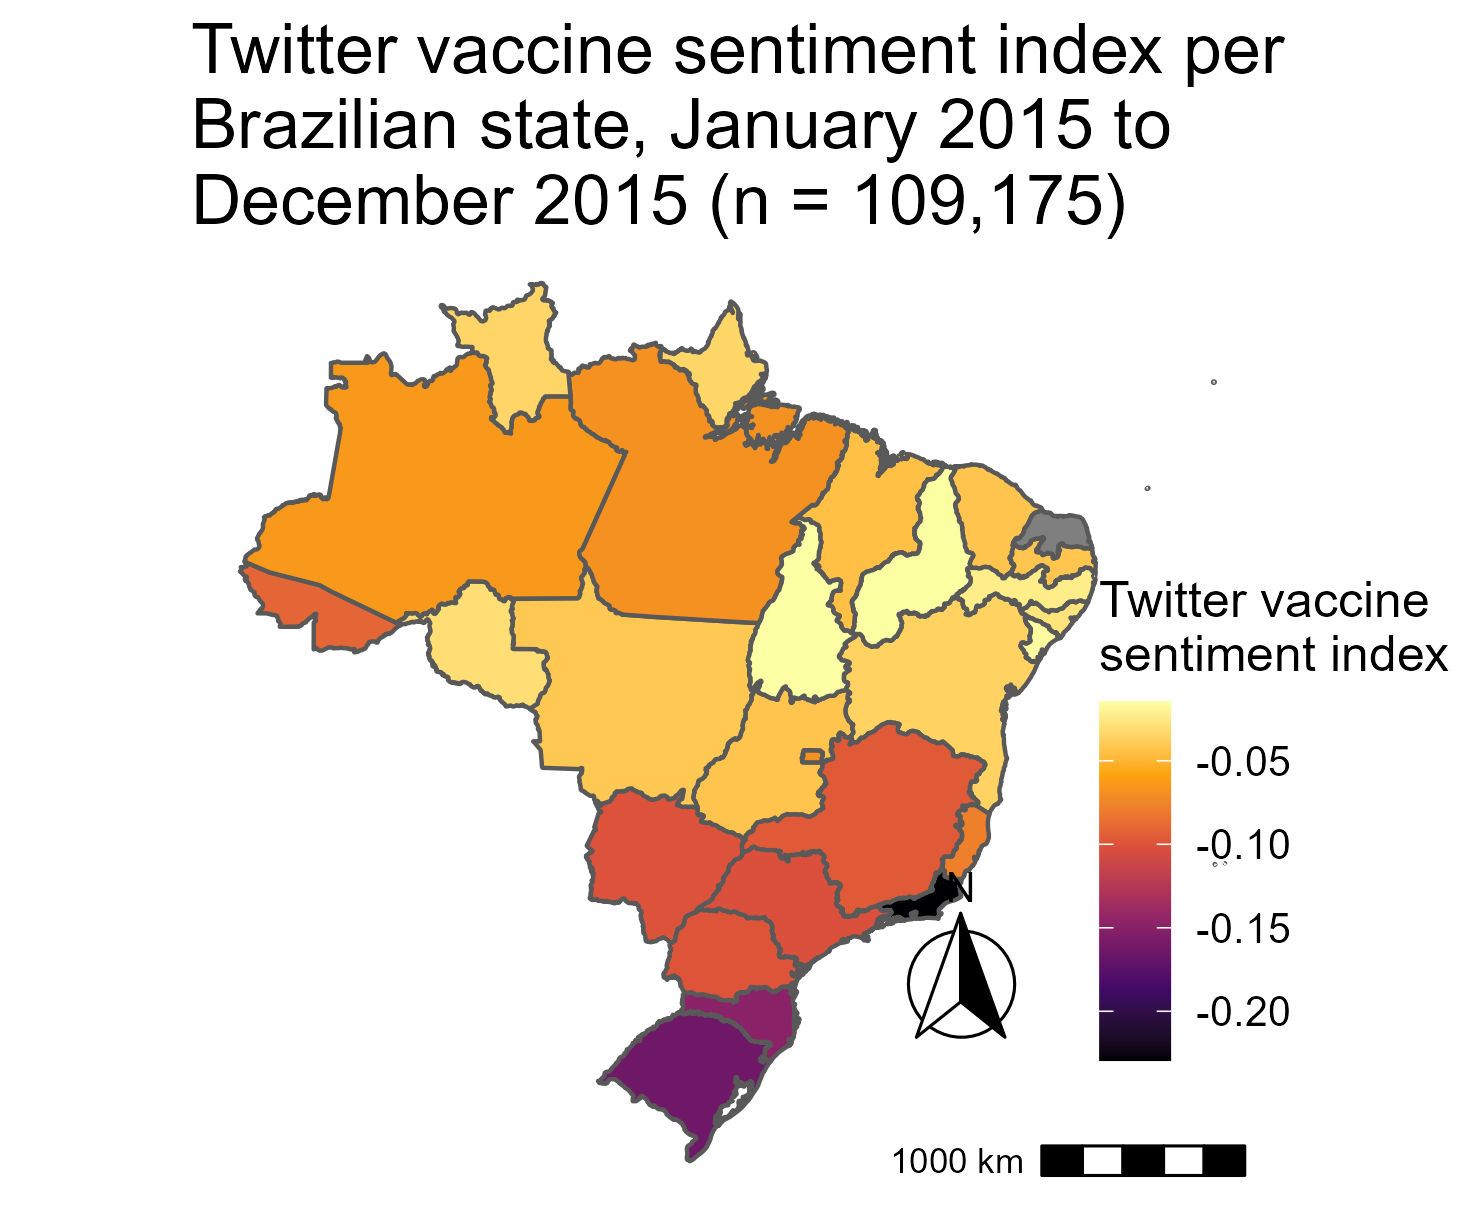 Twitter vaccine sentiment index per
Brazilian state, January 2015 to
December 2015 (n = 109,175)
Twitter vaccine
sentiment index
-0.05
-0.10
-0.15
-0.20
N
1000 km